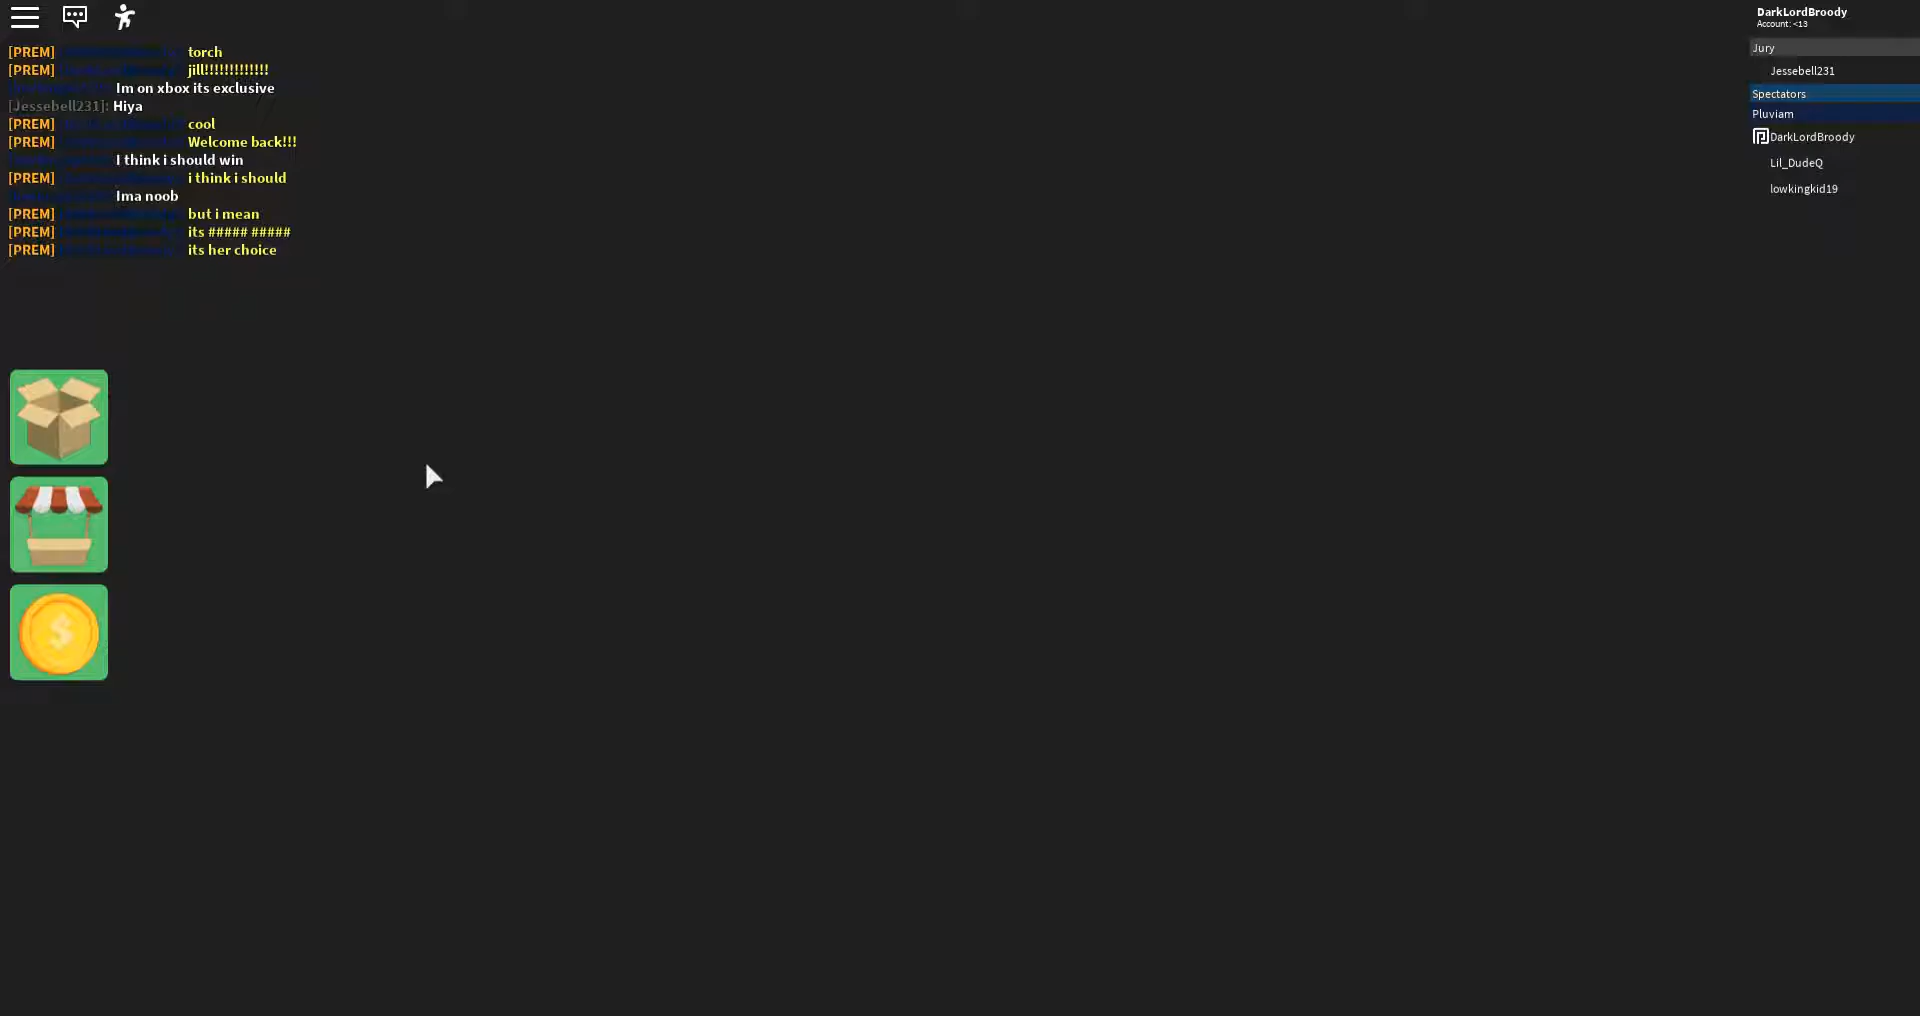 [PREM] torch
[PREM] jill!!!!!!!!!!!!!
Im on xbox its exclusive
[Jessebell231]: Hiya
[PREM] cool
[PREM] Welcome back!!!
I think i should win
[PREM] i think i should
Ima noob
[PREM] but i mean
[PREM] its ##### #####
[PREM] its her choice
DarkLordBroody
Account: <13
Jury
Jessebell231
Spectators
Pluviam
DarkLordBroody
Lil_DudeQ
lowkingkid19